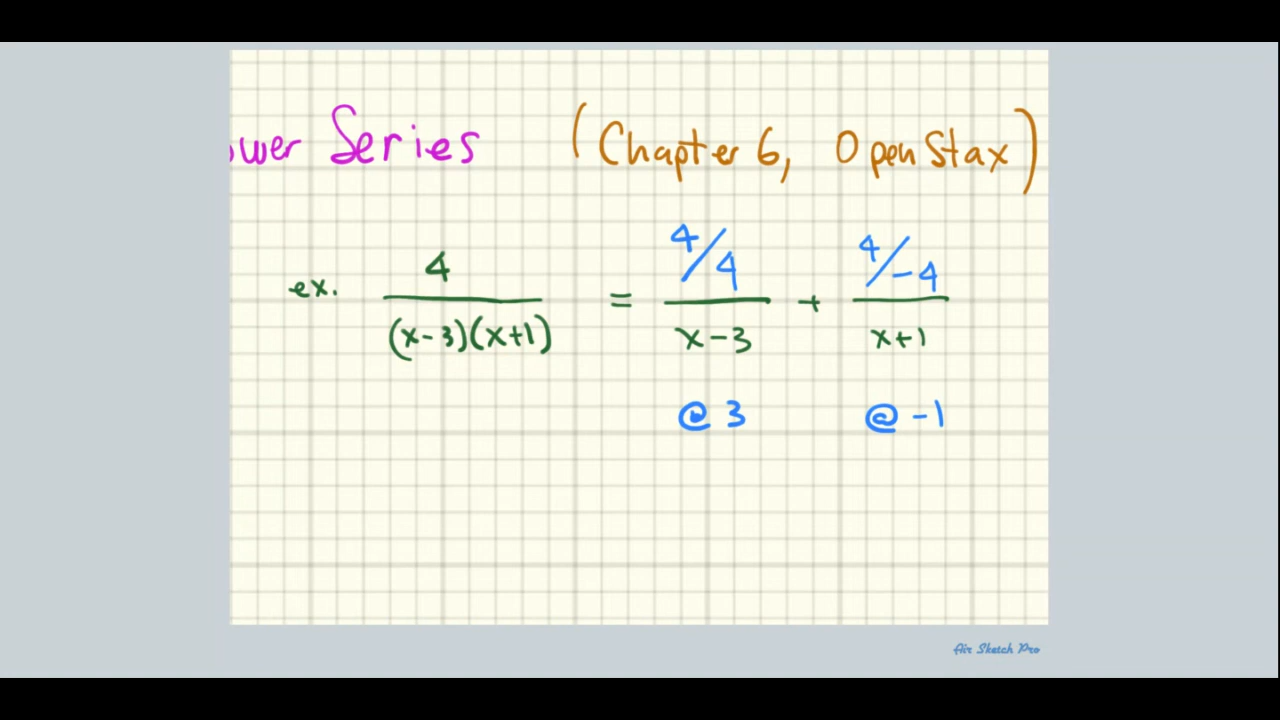 ower Series (Chapter 6, OpenStax)
ex. 4/((x-3)(x+1)) = (4/4)/(x-3) + (4/-4)/(x+1)
@ 3 @ -1
Air Sketch Pro